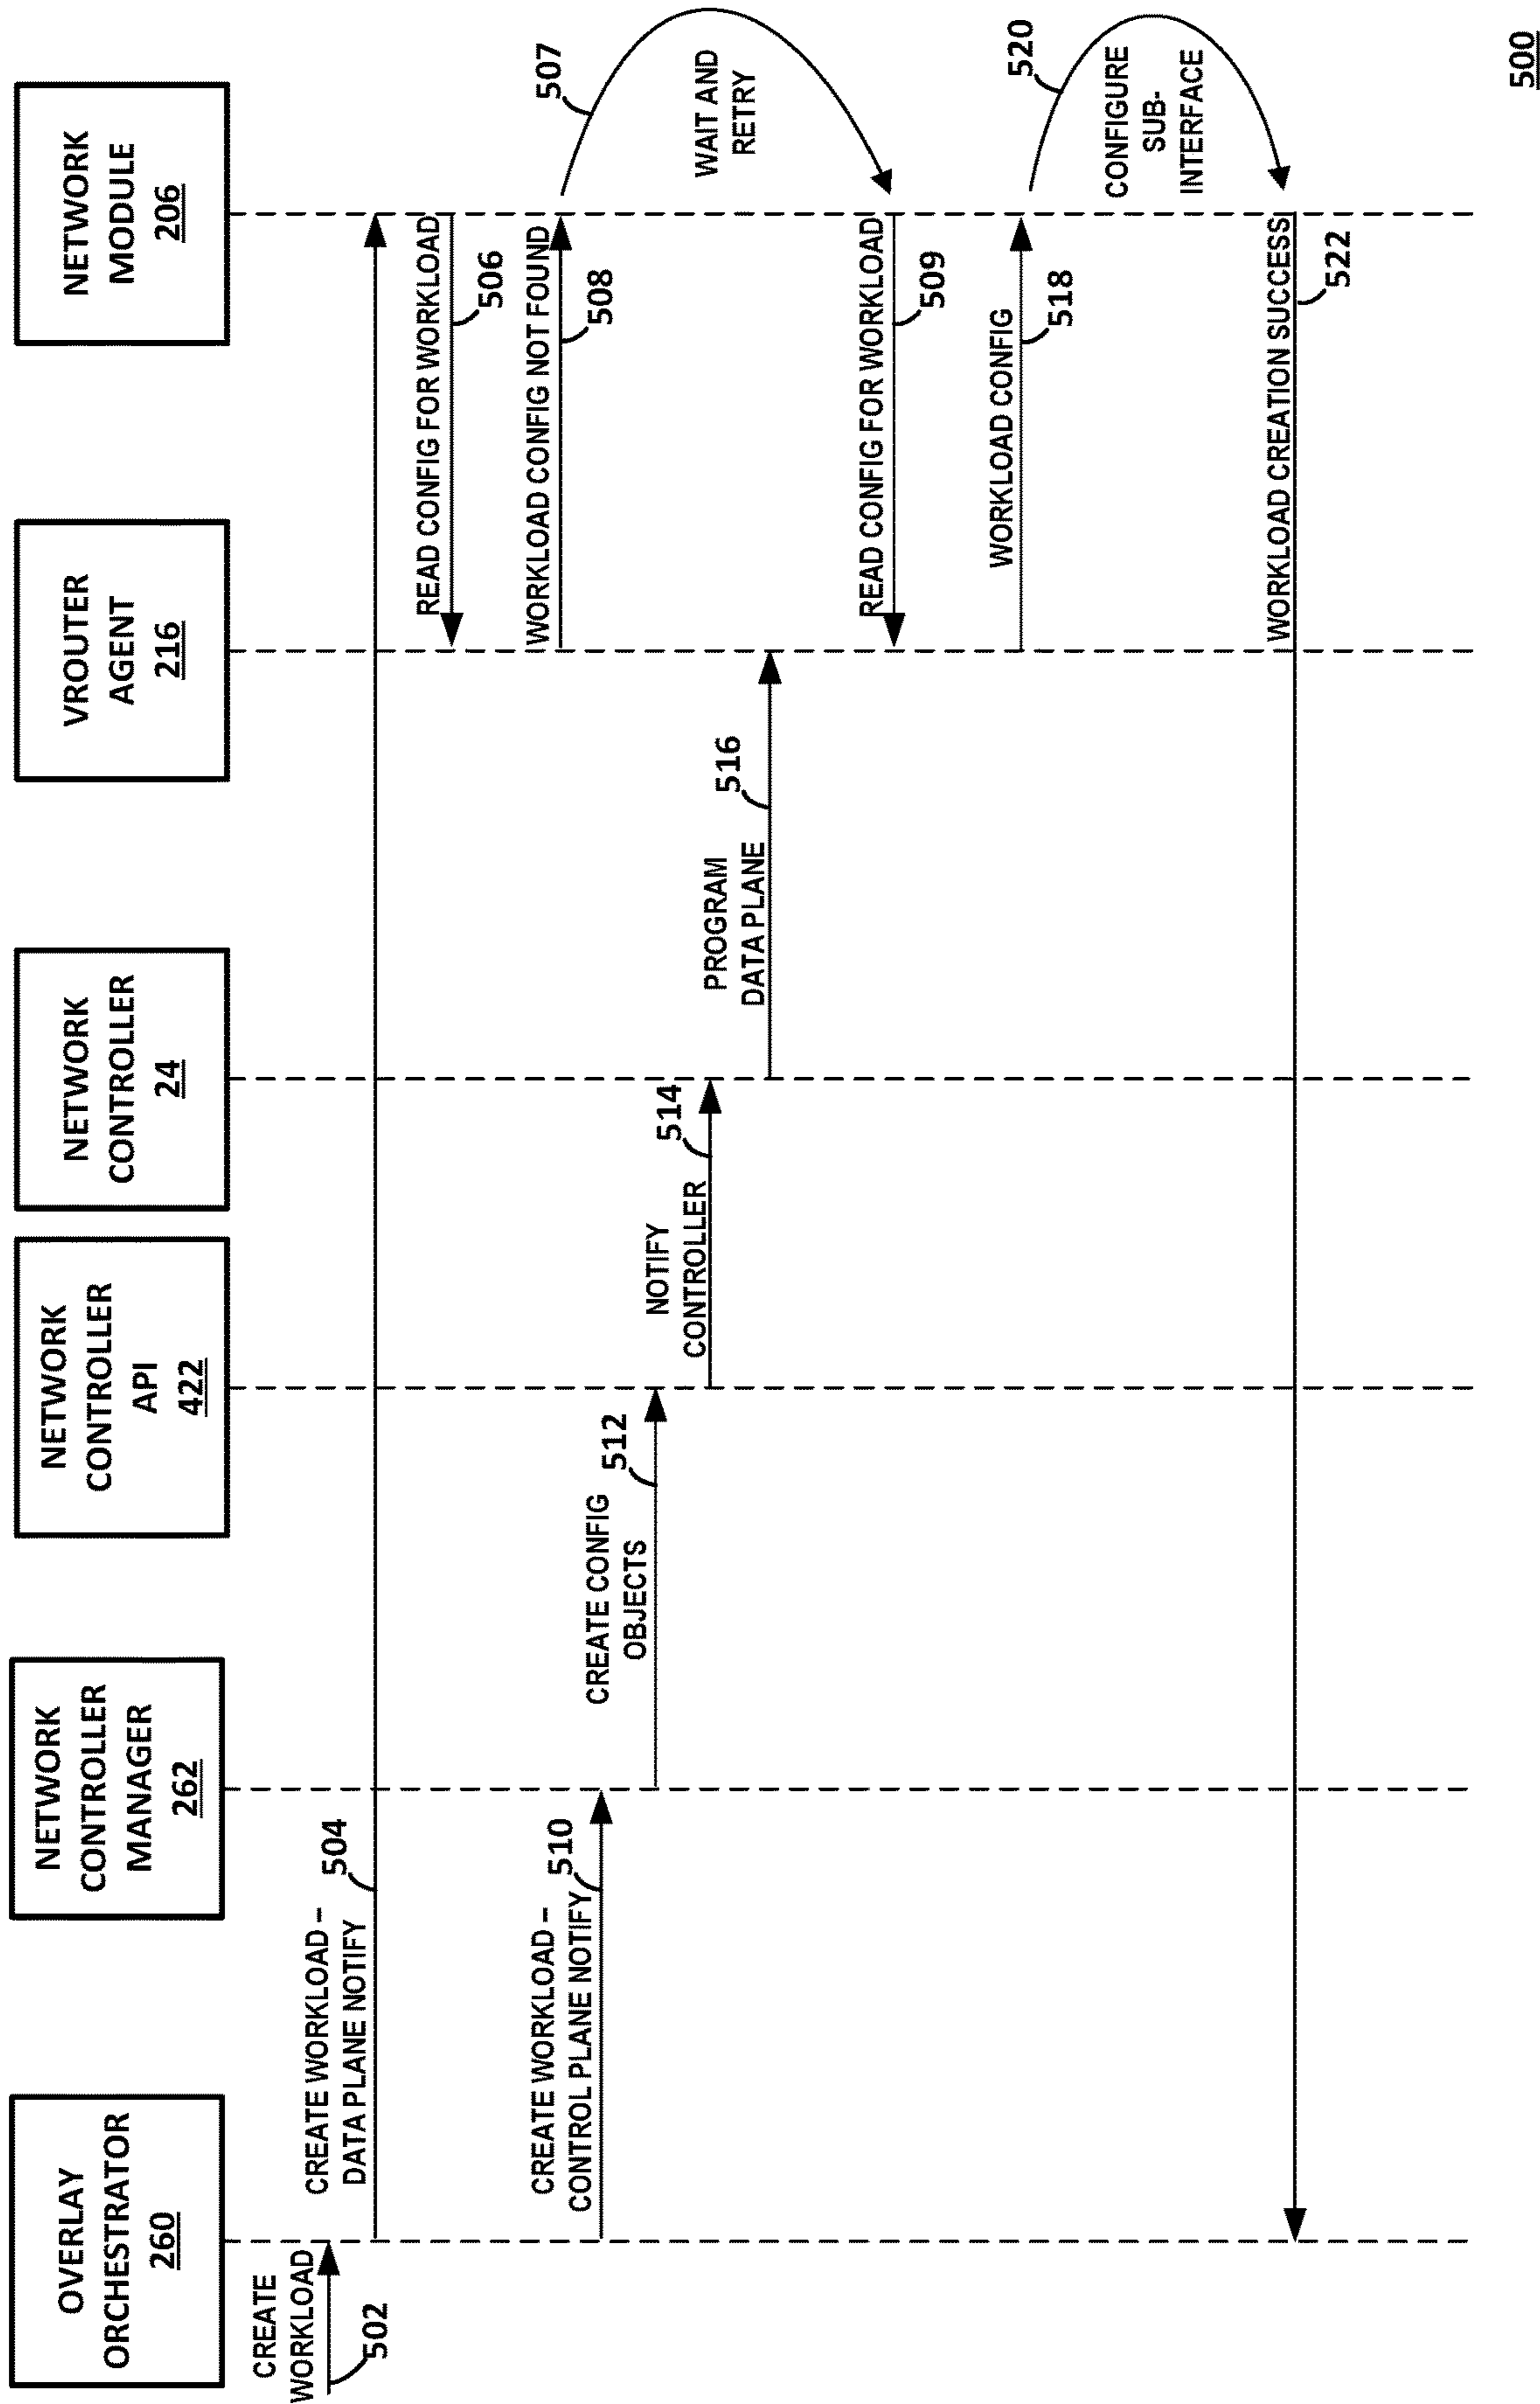 OVERLAY
ORCHESTRATOR
260
NETWORK
CONTROLLER
MANAGER
262
NETWORK
CONTROLLER
API
422
NETWORK
CONTROLLER
24
VROUTER
AGENT
216
NETWORK
MODULE
206
CREATE
WORKLOAD
502
CREATE WORKLOAD –
DATA PLANE NOTIFY
504
READ CONFIG FOR WORKLOAD
506
WORKLOAD CONFIG NOT FOUND
508
507
WAIT AND
RETRY
CREATE WORKLOAD –
CONTROL PLANE NOTIFY
510
CREATE CONFIG
OBJECTS
512
NOTIFY
CONTROLLER
514
PROGRAM
DATA PLANE
516
READ CONFIG FOR WORKLOAD
509
WORKLOAD CONFIG
518
520
CONFIGURE
SUB-
INTERFACE
WORKLOAD CREATION SUCCESS
522
500